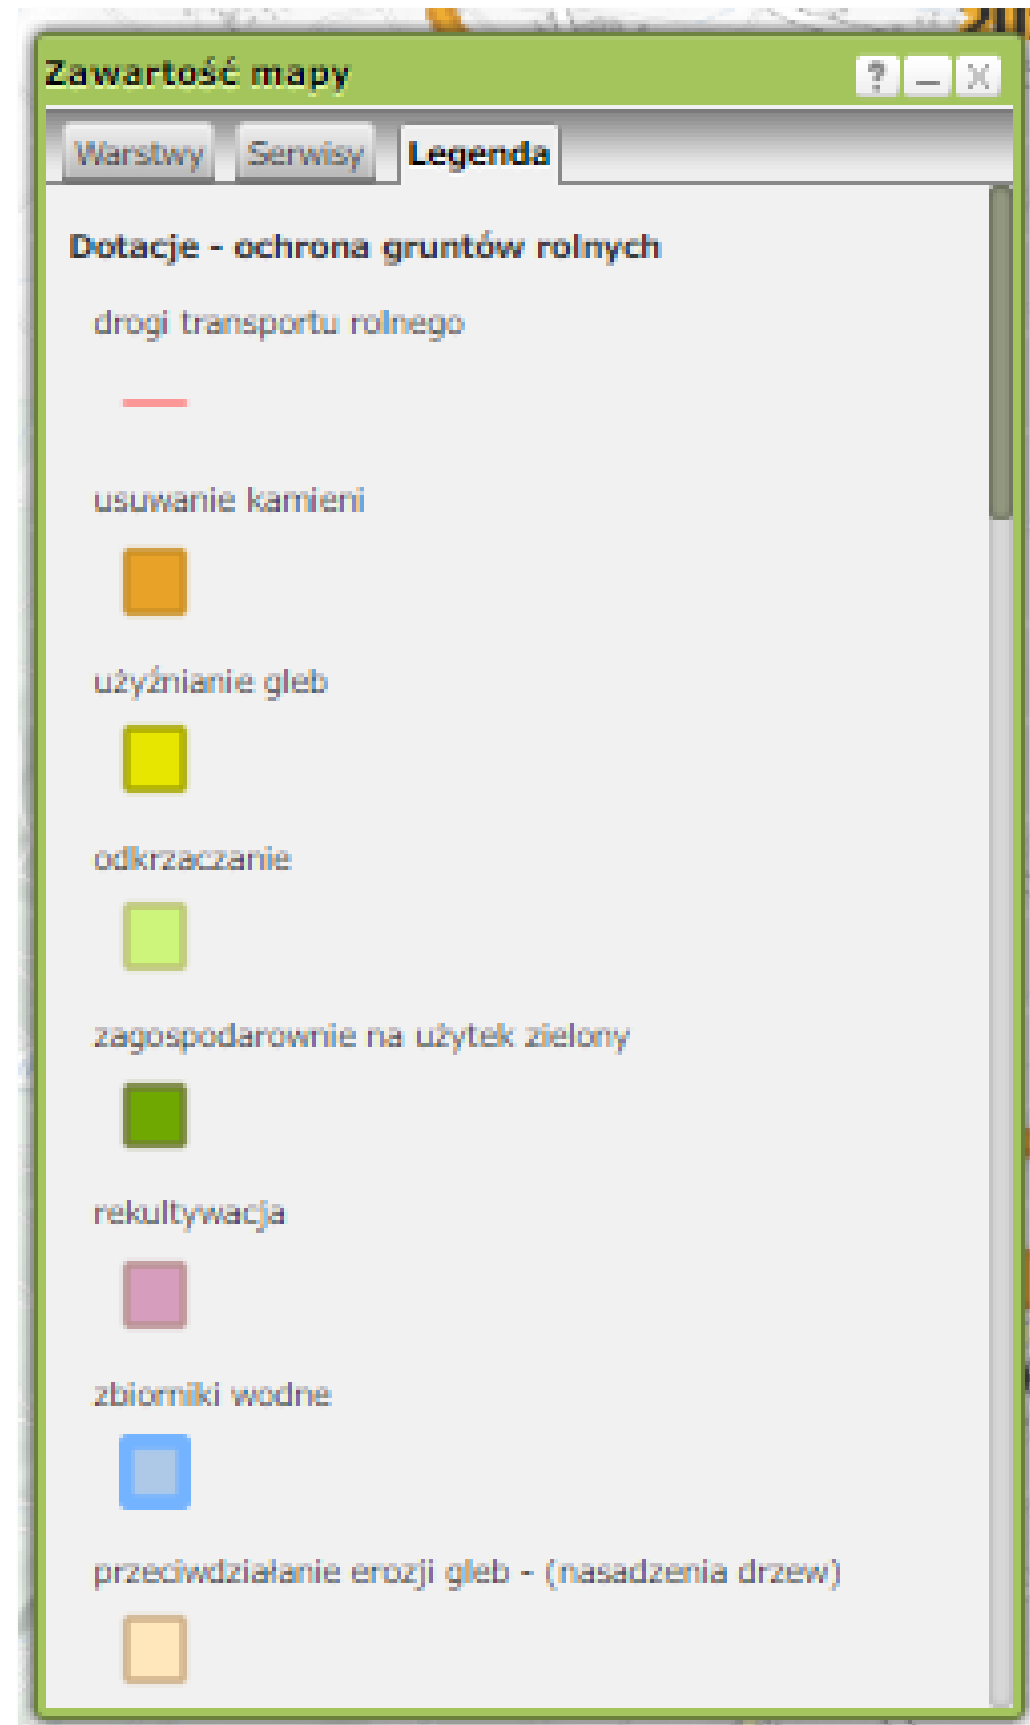 Zawartość mapy
?
Warstwy Serwisy Legenda
Dotacje - ochrona gruntów rolnych
drogi transportu rolnego
usuwanie kamieni
użyźnianie gleb
odkrzaczanie
zagospodarownie na użytek zielony
rekultywacja
zbiorniki wodne
przeciwdziałanie erozji gleb - (nasadzenia drzew)